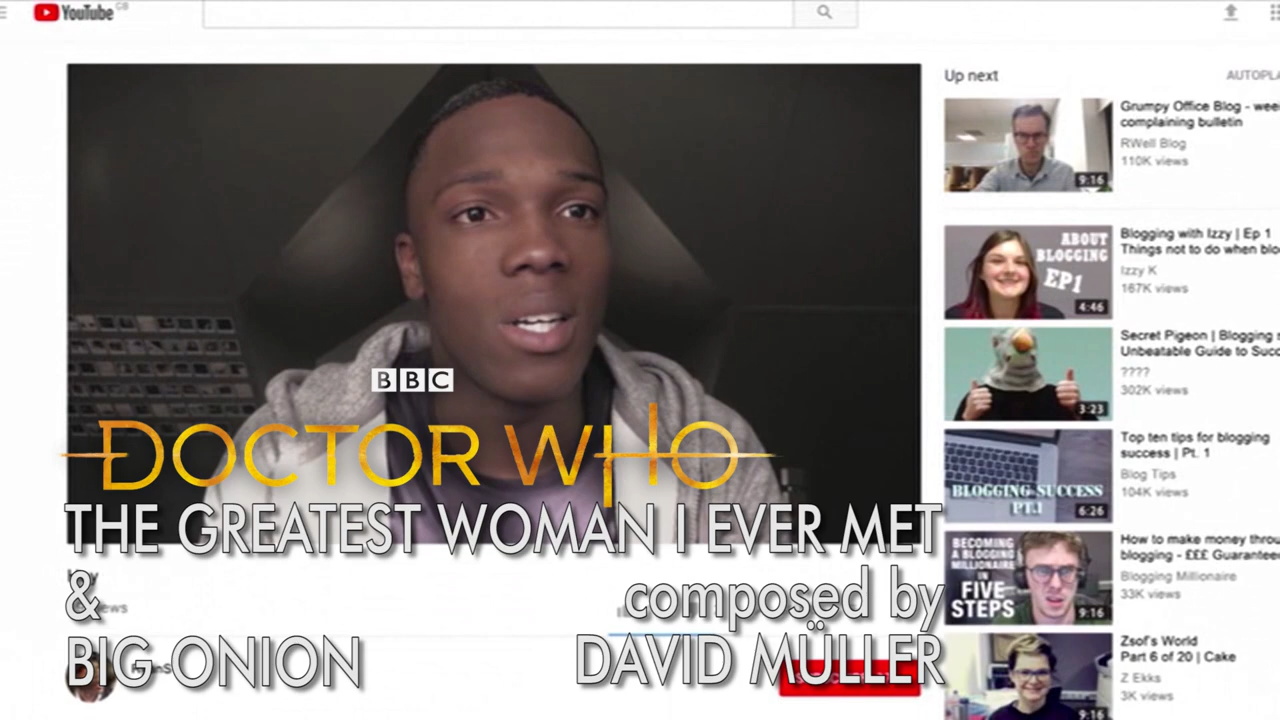 YouTube GB
Up next
AUTOPLA
Grumpy Office Blog - wee
complaining bulletin
RWell Blog
110K views
9:16
Blogging with Izzy | Ep 1
Things not to do when blo
Izzy K
167K views
ABOUT
BLOGGING
EP1
4:46
Secret Pigeon | Blogging s
Unbeatable Guide to Succ
????
302K views
3:23
Top ten tips for blogging
success | Pt. 1
Blog Tips
104K views
BLOGGING SUCCESS
PT.1
6:26
How to make money throu
blogging - £££ Guarantee
Blogging Millionaire
33K views
BECOMING
A BLOGGING
MILLIONAIRE
IN
FIVE
STEPS
9:16
Zsof's World
Part 6 of 20 | Cake
Z Ekks
3K views
9:16
BBC
DOCTOR WHO
THE GREATEST WOMAN I EVER MET
& composed by
BIG ONION DAVID MÜLLER